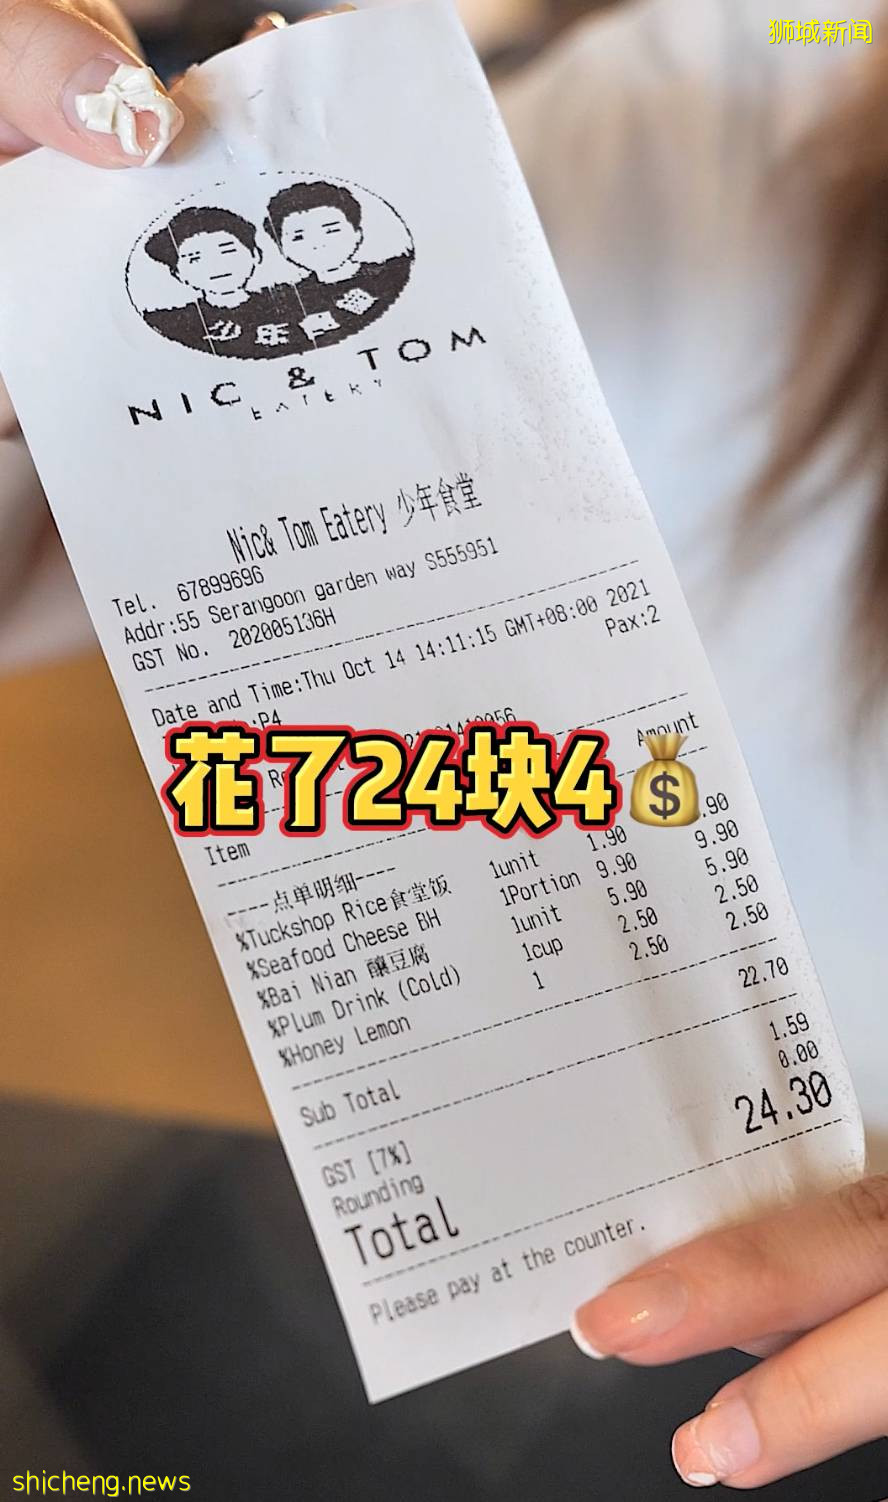 狮城新闻
少年食堂
NIC & TOM
EATERY
Nic& Tom Eatery 少年食堂
Tel. 67899696
Addr:55 Serangoon garden way S555951
GST No. 202005136H
Date and Time:Thu Oct 14 14:11:15 GMT+08:00 2021
:P4 Pax:2
花了24块4
Item Amount
----点单明细----
%Tuckshop Rice食堂饭 1unit 1.90 .90
%Seafood Cheese BH 1Portion 9.90 9.90
%Bai Nian 釀豆腐 1unit 5.90 5.90
%Plum Drink (Cold) 1cup 2.50 2.50
%Honey Lemon 1 2.50 2.50
Sub Total 22.70
GST [7%] 1.59
Rounding 0.00
Total 24.30
Please pay at the counter.
shicheng.news